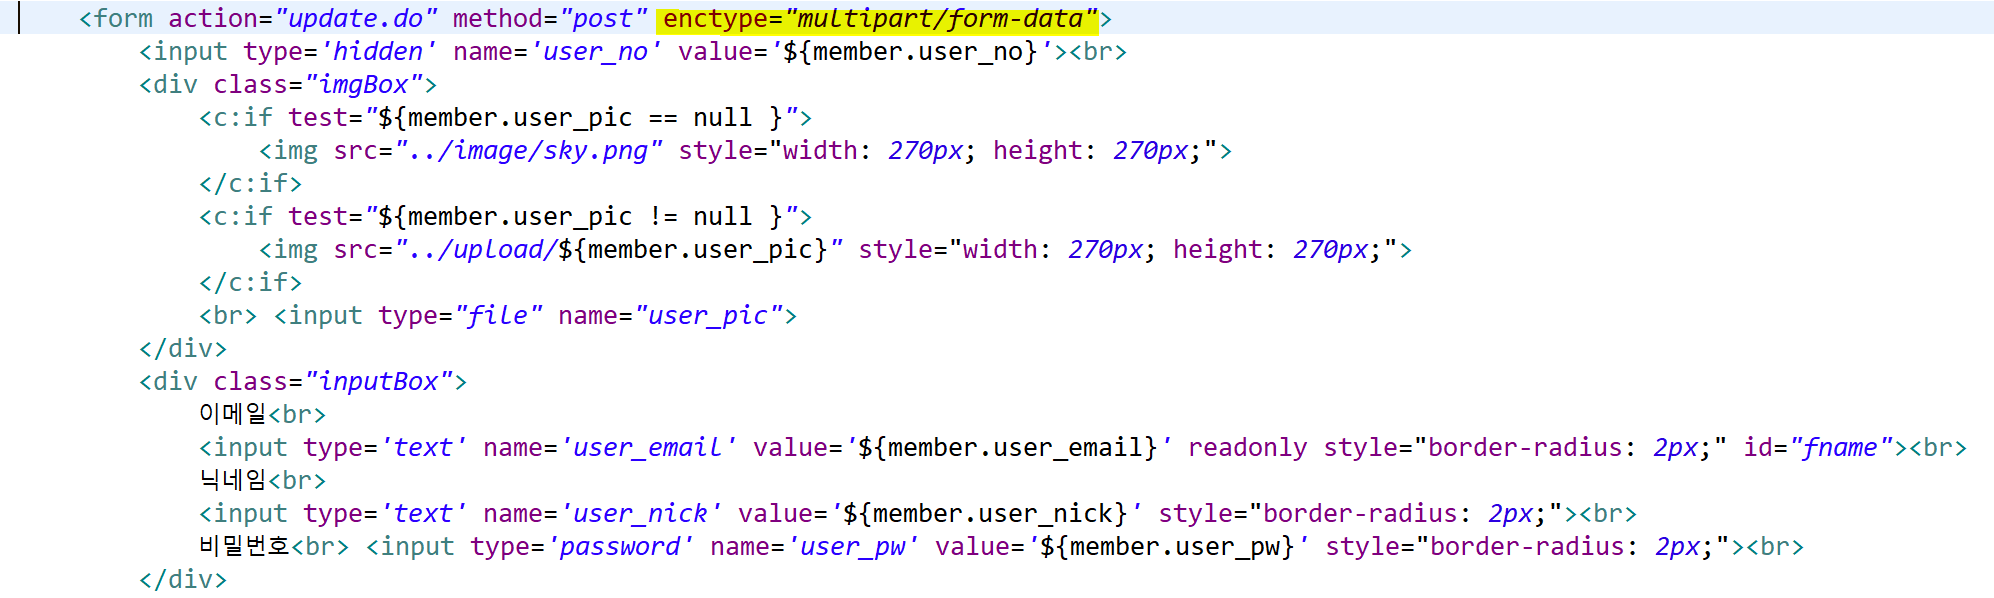 <form action="update.do" method="post" enctype="multipart/form-data">
<input type='hidden' name='user_no' value='${member.user_no}'><br>
<div class="imgBox">
<c:if test="${member.user_pic == null }">
<img src="../image/sky.png" style="width: 270px; height: 270px;">
</c:if>
<c:if test="${member.user_pic != null }">
<img src="../upload/${member.user_pic}" style="width: 270px; height: 270px;">
</c:if>
<br> <input type="file" name="user_pic">
</div>
<div class="inputBox">
이메일<br>
<input type='text' name='user_email' value='${member.user_email}' readonly style="border-radius: 2px;" id="fname"><br>
닉네임<br>
<input type='text' name='user_nick' value='${member.user_nick}' style="border-radius: 2px;"><br>
비밀번호<br> <input type='password' name='user_pw' value='${member.user_pw}' style="border-radius: 2px;"><br>
</div>